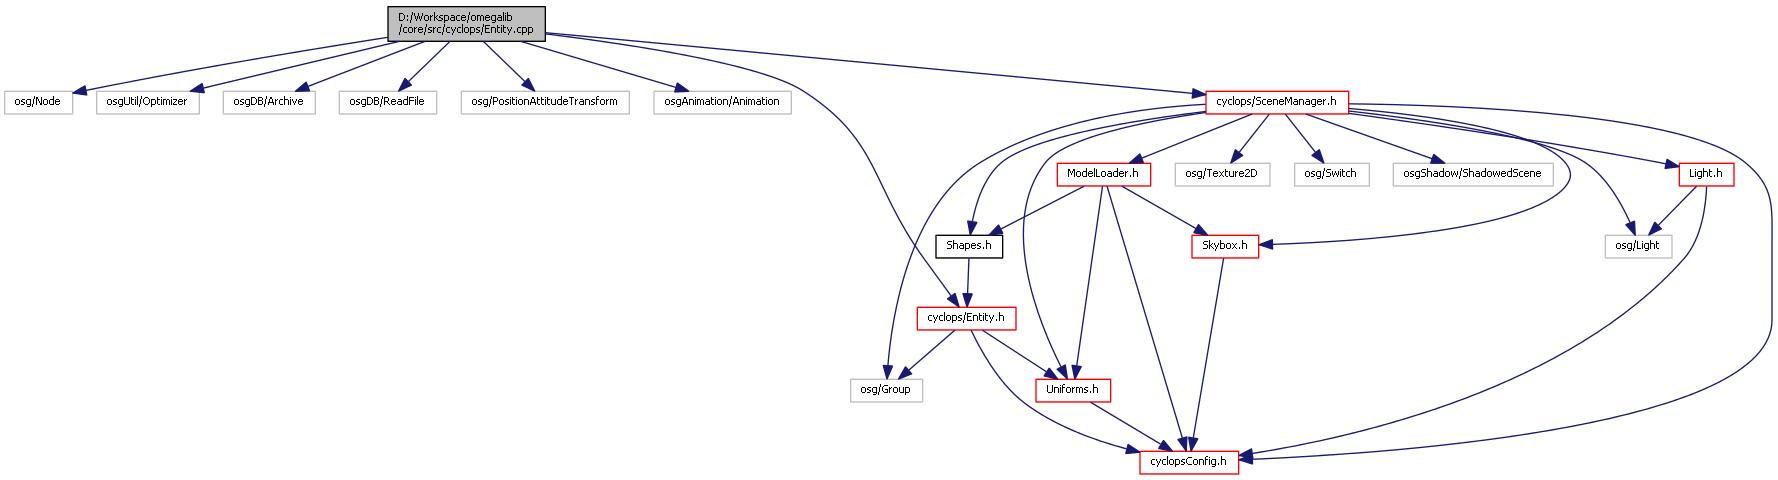 D:/Workspace/omegalib
/core/src/cyclops/Entity.cpp
osg/Node
osgUtil/Optimizer
osgDB/Archive
osgDB/ReadFile
osg/PositionAttitudeTransform
osgAnimation/Animation
cyclops/SceneManager.h
ModelLoader.h
osg/Texture2D
osg/Switch
osgShadow/ShadowedScene
Light.h
Shapes.h
Skybox.h
osg/Light
cyclops/Entity.h
osg/Group
Uniforms.h
cyclopsConfig.h